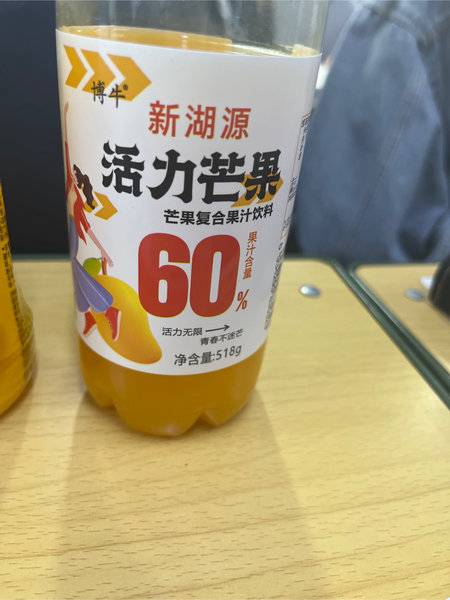 博牛®
新湖源
活力芒果
芒果复合果汁饮料
60%
果汁含量
活力无限
青春不迷芒
净含量:518g